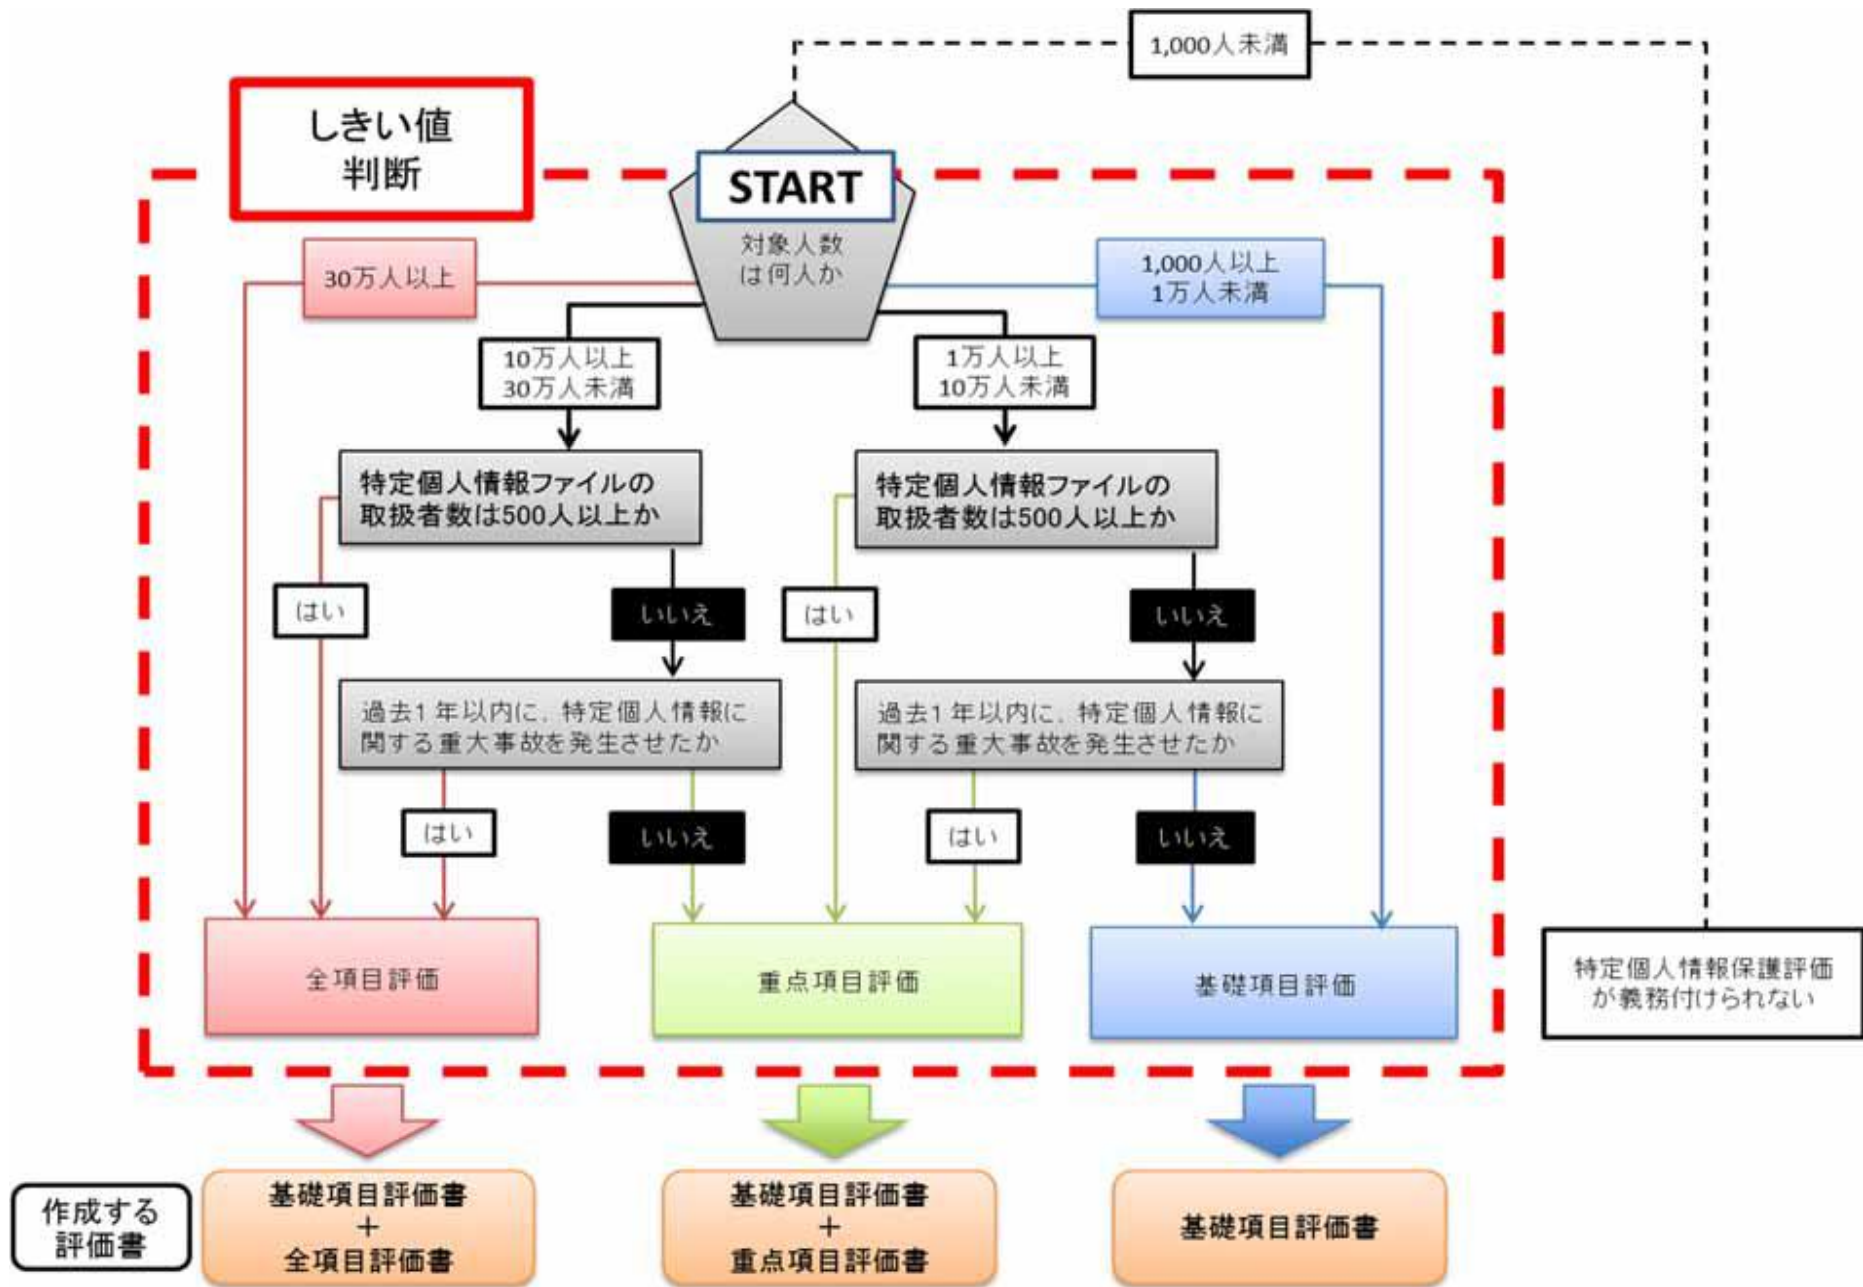 1,000人未満
しきい値
判断
START
対象人数
は何人か
30万人以上
1,000人以上
1万人未満
10万人以上
30万人未満
1万人以上
10万人未満
特定個人情報ファイルの
取扱者数は500人以上か
特定個人情報ファイルの
取扱者数は500人以上か
はい
いいえ
はい
いいえ
過去1年以内に、特定個人情報に
関する重大事故を発生させたか
過去1年以内に、特定個人情報に
関する重大事故を発生させたか
はい
いいえ
はい
いいえ
全項目評価
重点項目評価
基礎項目評価
特定個人情報保護評価
が義務付けられない
作成する
評価書
基礎項目評価書
＋
全項目評価書
基礎項目評価書
＋
重点項目評価書
基礎項目評価書